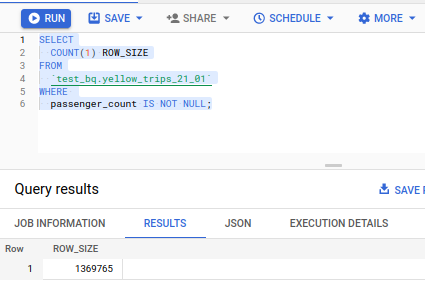 RUN SAVE SHARE SCHEDULE MORE
1 SELECT
2 COUNT(1) ROW_SIZE
3 FROM
4 `test_bq.yellow_trips_21_01`
5 WHERE
6 passenger_count IS NOT NULL;
Query results SAVE
JOB INFORMATION RESULTS JSON EXECUTION DETAILS
Row ROW_SIZE
1 1369765